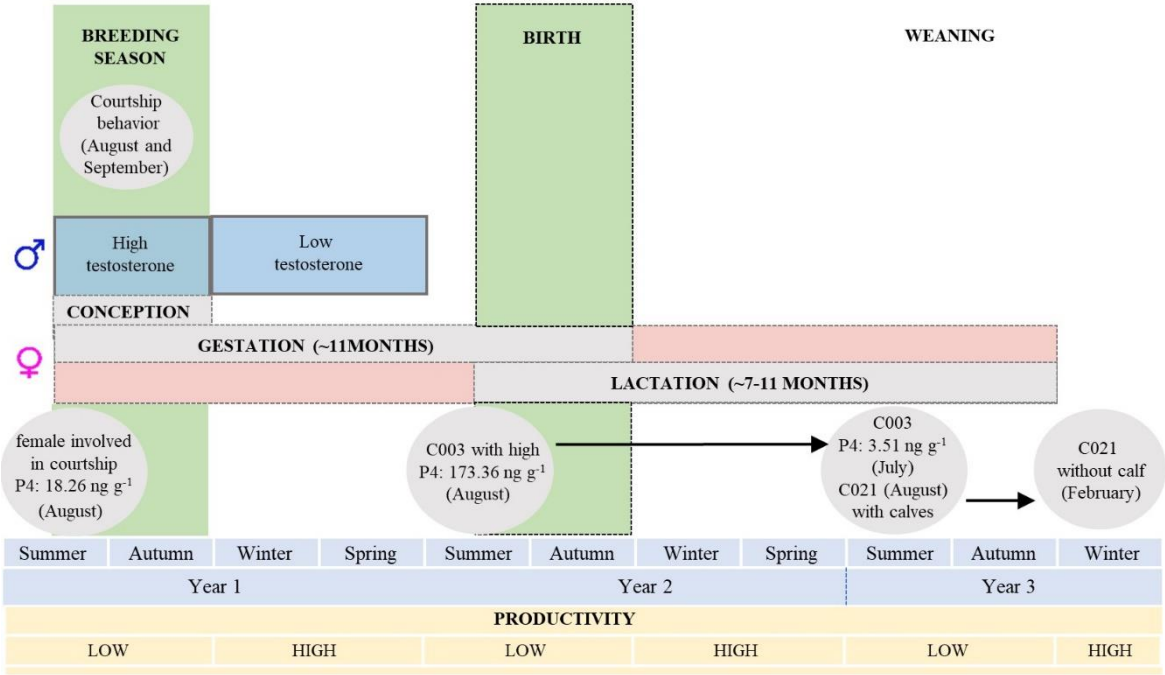 BREEDING
SEASON
BIRTH
WEANING
Courtship
behavior
(August and
September)
High
testosterone
Low
testosterone
CONCEPTION
GESTATION (~11MONTHS)
LACTATION (~7-11 MONTHS)
female involved
in courtship
P4: 18.26 ng g⁻¹
(August)
C003 with high
P4: 173.36 ng g⁻¹
(August)
C003
P4: 3.51 ng g⁻¹
(July)
C021 (August)
with calves
C021
without calf
(February)
Summer Autumn Winter Spring Summer Autumn Winter Spring Summer Autumn Winter
Year 1 Year 2 Year 3
PRODUCTIVITY
LOW HIGH LOW HIGH LOW HIGH